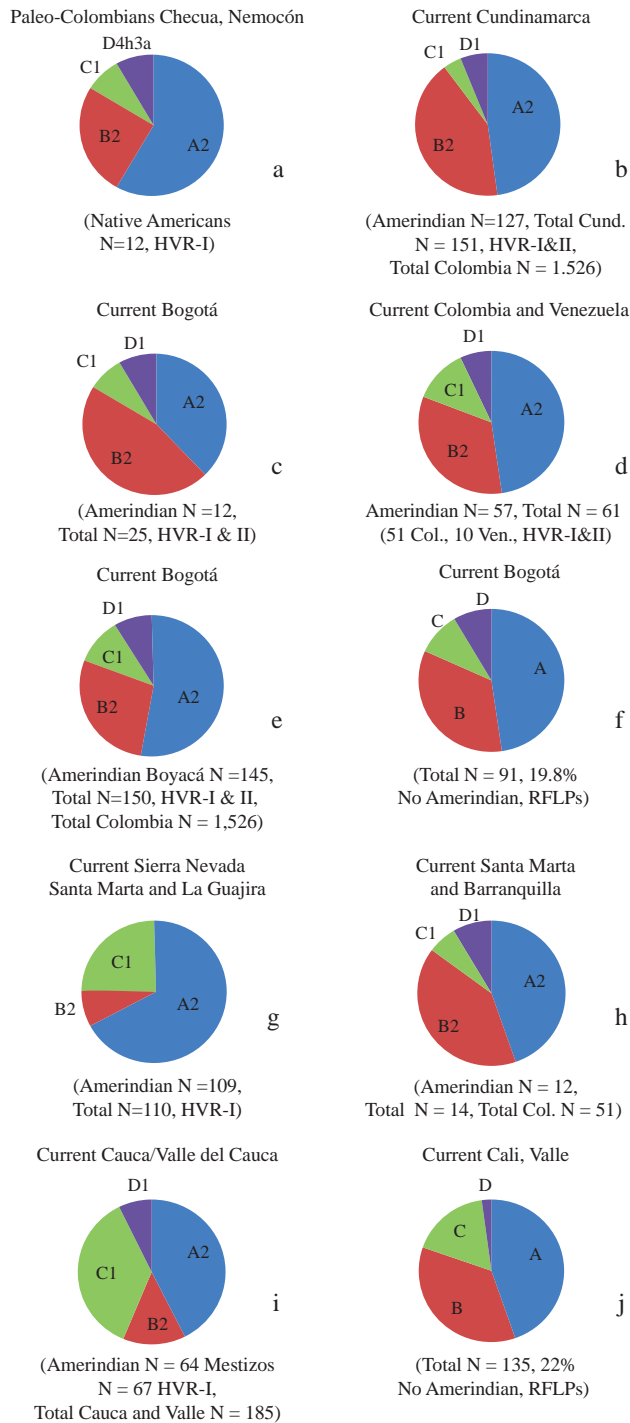 Paleo-Colombians Checua, Nemocón
D4h3a
C1
B2
A2
a
(Native Americans
N=12, HVR-I)
Current Cundinamarca
D1
C1
A2
B2
b
(Amerindian N=127, Total Cund.
N = 151, HVR-I&II,
Total Colombia N = 1.526)
Current Bogotá
D1
C1
A2
B2
c
(Amerindian N =12,
Total N=25, HVR-I & II)
Current Colombia and Venezuela
D1
C1
A2
B2
d
Amerindian N= 57, Total N = 61
(51 Col., 10 Ven., HVR-I&II)
Current Bogotá
D1
C1
B2
A2
e
(Amerindian Boyacá N =145,
Total N=150, HVR-I & II,
Total Colombia N = 1,526)
Current Bogotá
D
C
A
B
f
(Total N = 91, 19.8%
No Amerindian, RFLPs)
Current Sierra Nevada
Santa Marta and La Guajira
C1
B2
A2
g
(Amerindian N =109,
Total N=110, HVR-I)
Current Santa Marta
and Barranquilla
D1
C1
A2
B2
h
(Amerindian N = 12,
Total N = 14, Total Col. N = 51)
Current Cauca/Valle del Cauca
D1
A2
C1
B2
i
(Amerindian N = 64 Mestizos
N = 67 HVR-I,
Total Cauca and Valle N = 185)
Current Cali, Valle
D
C
A
B
j
(Total N = 135, 22%
No Amerindian, RFLPs)